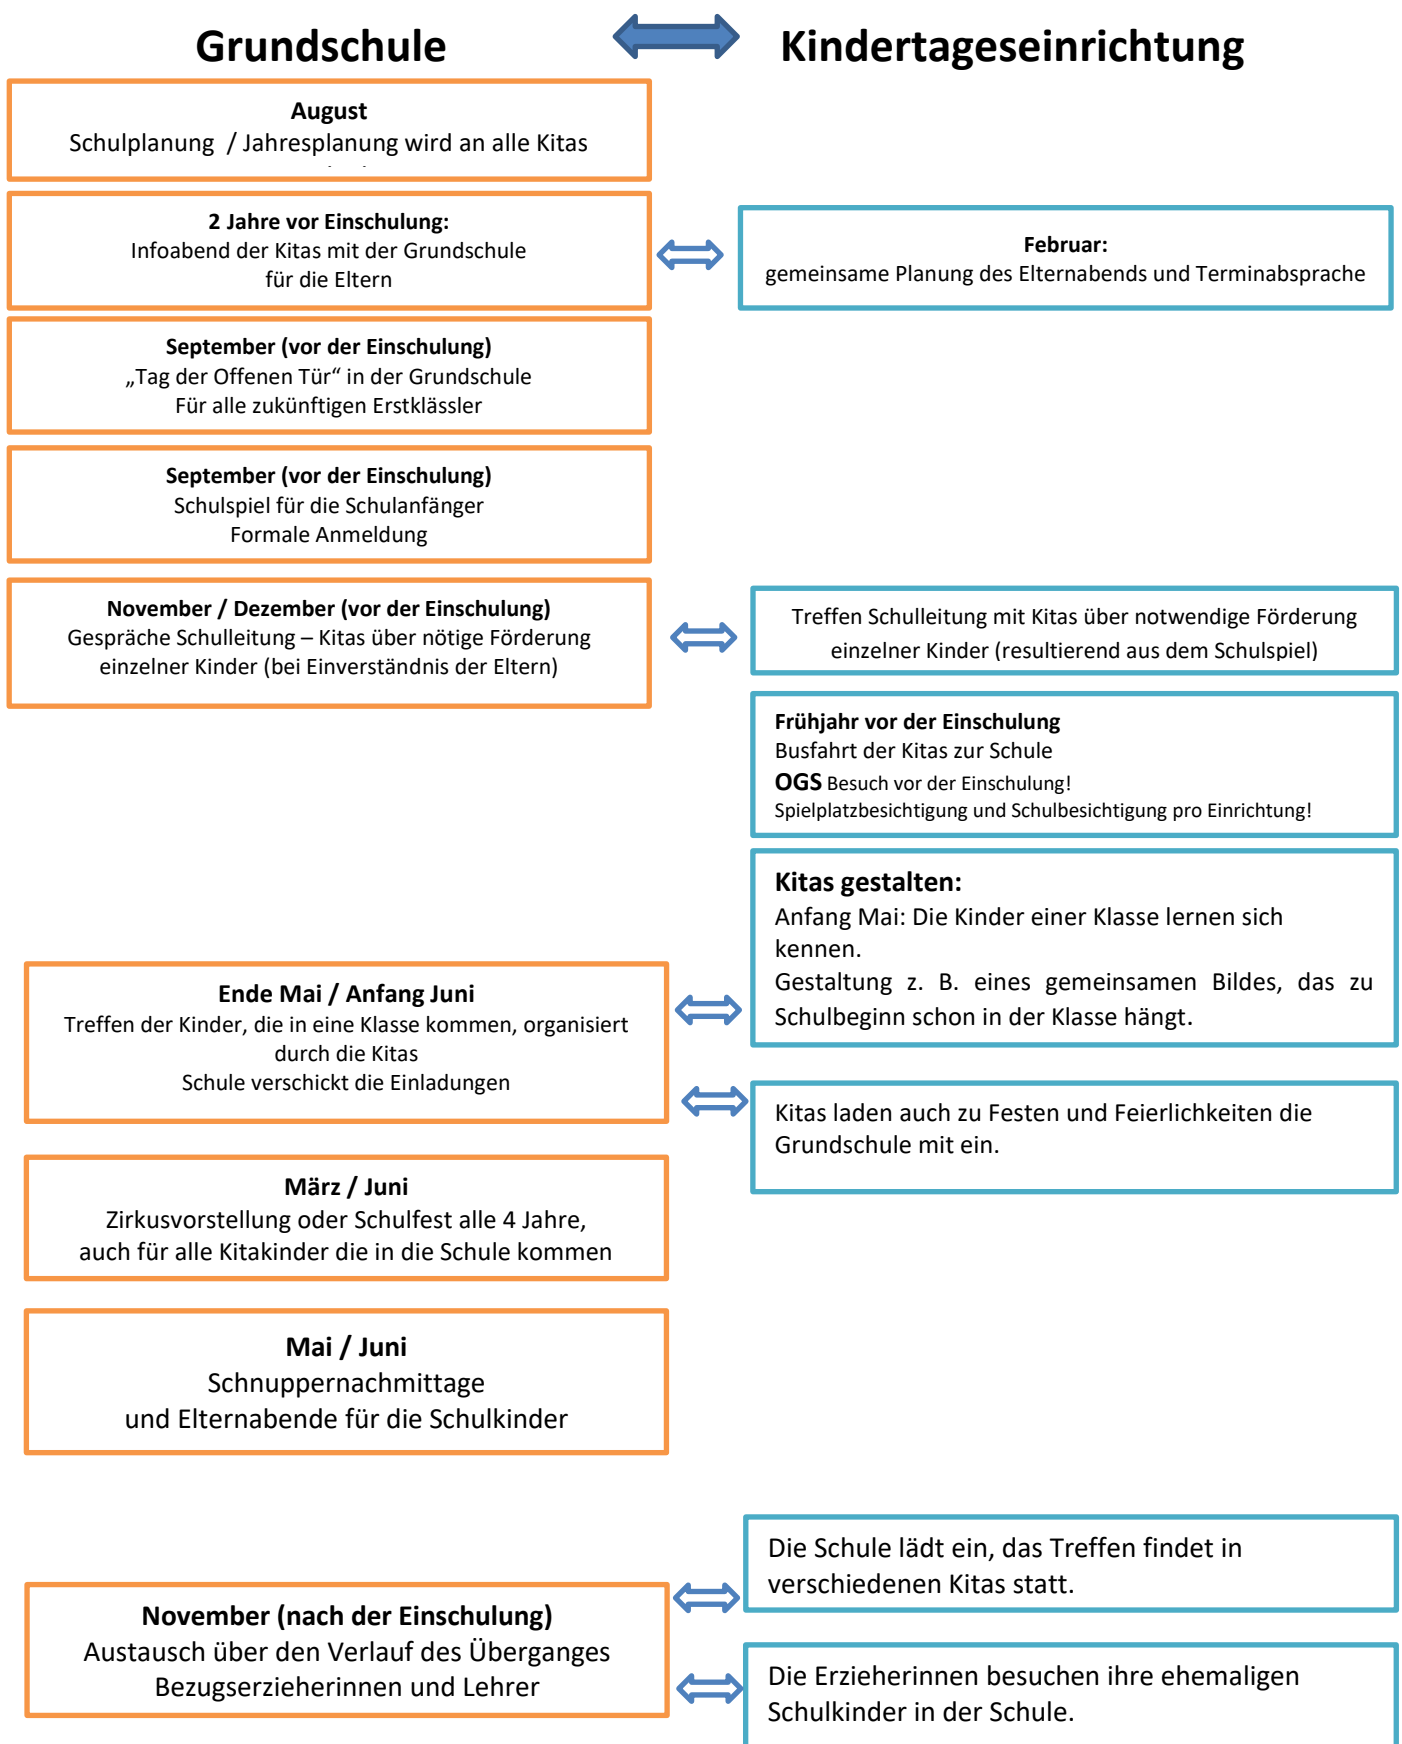 Grundschule
Kindertageseinrichtung
August
Schulplanung / Jahresplanung wird an alle Kitas
2 Jahre vor Einschulung:
Infoabend der Kitas mit der Grundschule
für die Eltern
Februar:
gemeinsame Planung des Elternabends und Terminabsprache
September (vor der Einschulung)
„Tag der Offenen Tür“ in der Grundschule
Für alle zukünftigen Erstklässler
September (vor der Einschulung)
Schulspiel für die Schulanfänger
Formale Anmeldung
November / Dezember (vor der Einschulung)
Gespräche Schulleitung – Kitas über nötige Förderung
einzelner Kinder (bei Einverständnis der Eltern)
Treffen Schulleitung mit Kitas über notwendige Förderung
einzelner Kinder (resultierend aus dem Schulspiel)
Frühjahr vor der Einschulung
Busfahrt der Kitas zur Schule
OGS Besuch vor der Einschulung!
Spielplatzbesichtigung und Schulbesichtigung pro Einrichtung!
Kitas gestalten:
Anfang Mai: Die Kinder einer Klasse lernen sich
kennen.
Gestaltung z. B. eines gemeinsamen Bildes, das zu
Schulbeginn schon in der Klasse hängt.
Ende Mai / Anfang Juni
Treffen der Kinder, die in eine Klasse kommen, organisiert
durch die Kitas
Schule verschickt die Einladungen
Kitas laden auch zu Festen und Feierlichkeiten die
Grundschule mit ein.
März / Juni
Zirkusvorstellung oder Schulfest alle 4 Jahre,
auch für alle Kitakinder die in die Schule kommen
Mai / Juni
Schnuppernachmittage
und Elternabende für die Schulkinder
Die Schule lädt ein, das Treffen findet in
verschiedenen Kitas statt.
November (nach der Einschulung)
Austausch über den Verlauf des Überganges
Bezugserzieherinnen und Lehrer
Die Erzieherinnen besuchen ihre ehemaligen
Schulkinder in der Schule.